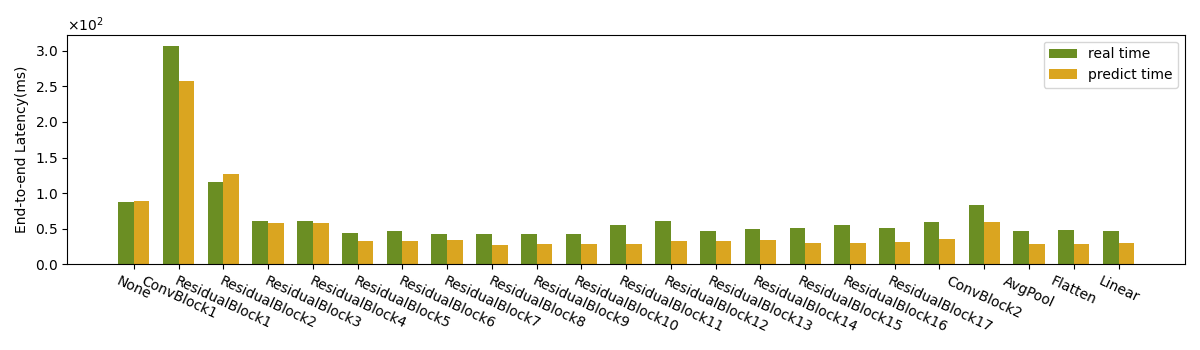 ×10²
End-to-end Latency(ms)
3.0
2.5
2.0
1.5
1.0
0.5
0.0
real time
predict time
None
ConvBlock1
ResidualBlock1
ResidualBlock2
ResidualBlock3
ResidualBlock4
ResidualBlock5
ResidualBlock6
ResidualBlock7
ResidualBlock8
ResidualBlock9
ResidualBlock10
ResidualBlock11
ResidualBlock12
ResidualBlock13
ResidualBlock14
ResidualBlock15
ResidualBlock16
ResidualBlock17
ConvBlock2
AvgPool
Flatten
Linear